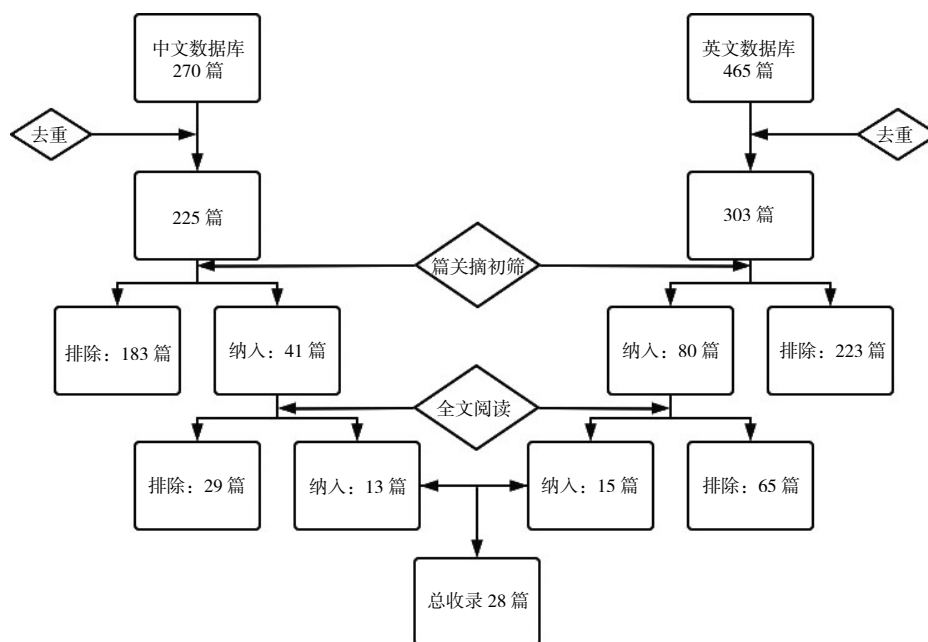 中文数据库
270 篇
英文数据库
465 篇
去重
去重
225 篇
303 篇
篇关摘初筛
排除：183 篇
纳入：41 篇
纳入：80 篇
排除：223 篇
全文阅读
排除：29 篇
纳入：13 篇
纳入：15 篇
排除：65 篇
总收录 28 篇